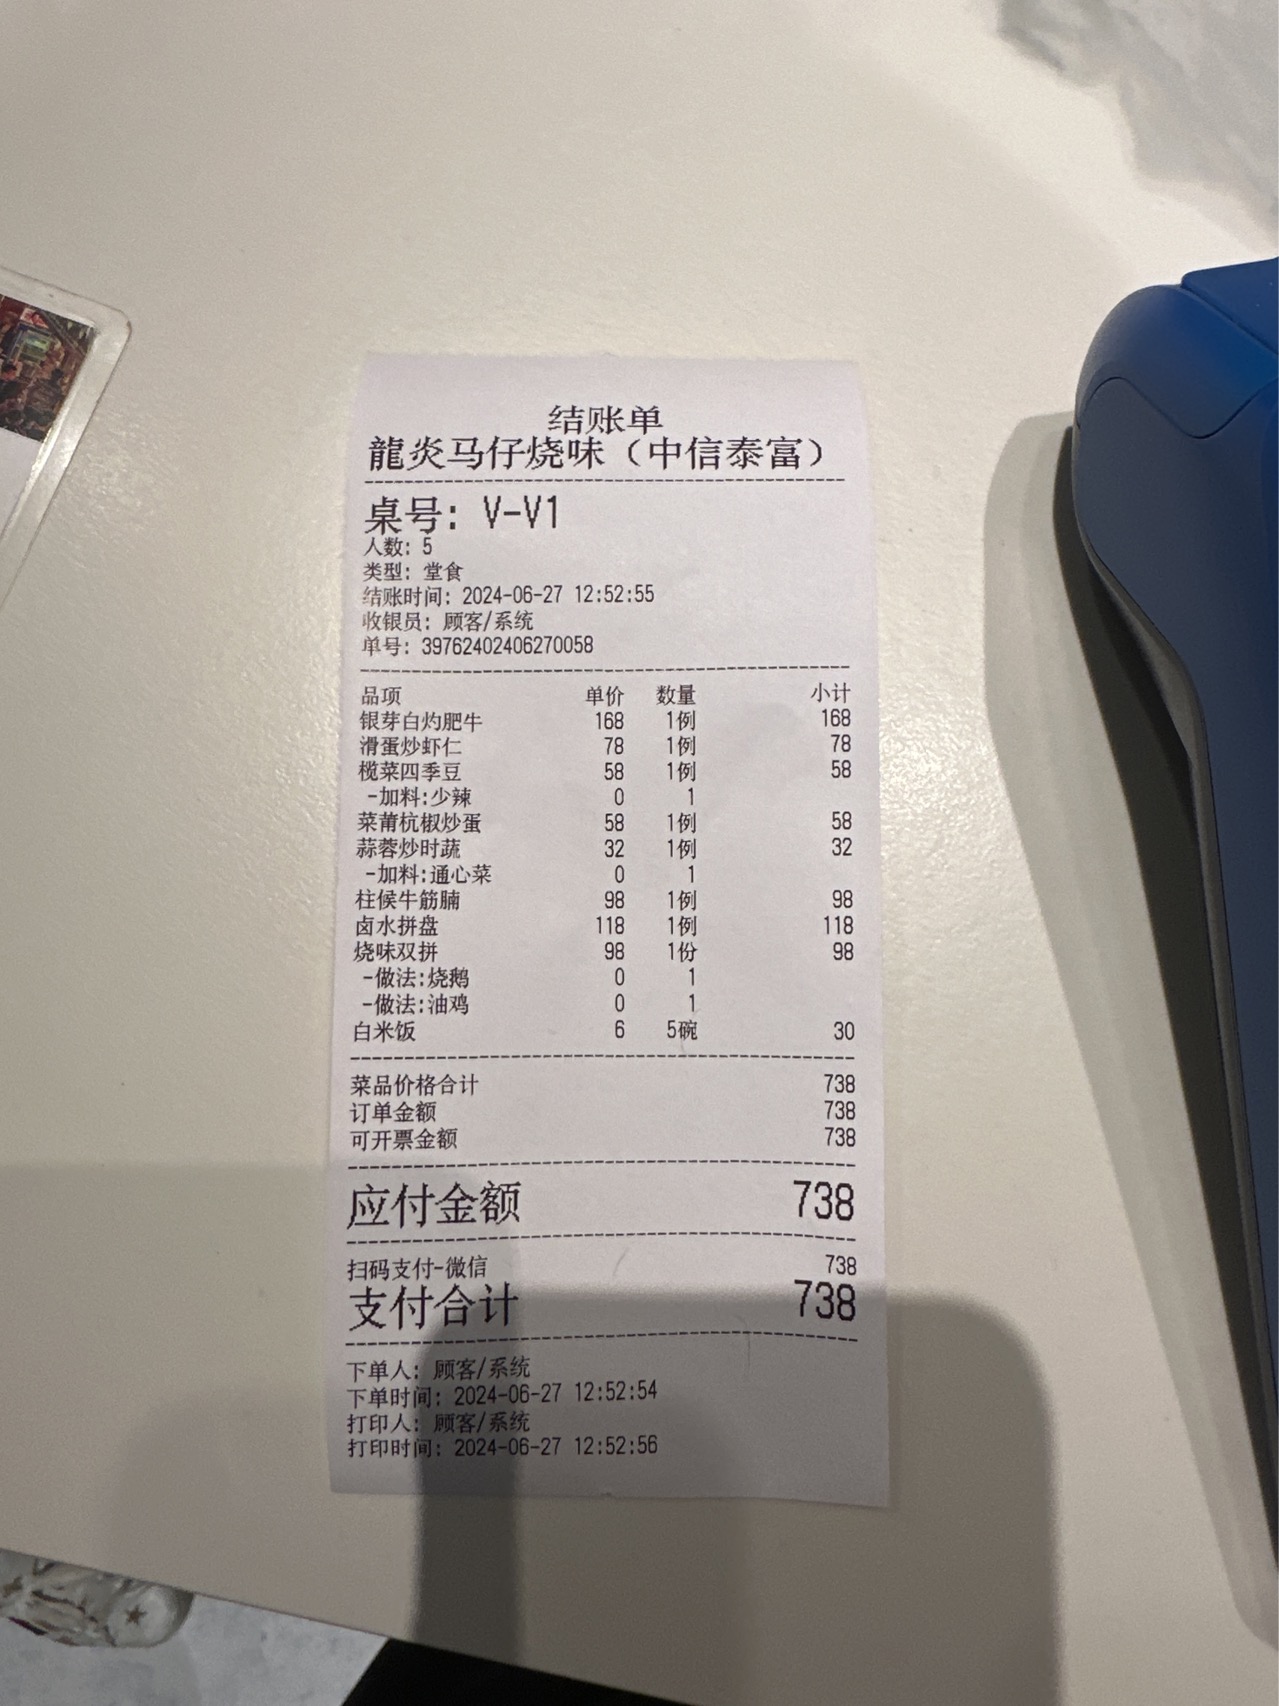 结账单
龍炎马仔烧味（中信泰富）
桌号: V-V1
人数: 5
类型: 堂食
结账时间: 2024-06-27 12:52:55
收银员: 顾客/系统
单号: 39762402406270058
品项 单价 数量 小计
银芽白灼肥牛 168 1例 168
滑蛋炒虾仁 78 1例 78
榄菜四季豆 58 1例 58
-加料:少辣 0 1
菜莆杭椒炒蛋 58 1例 58
蒜蓉炒时蔬 32 1例 32
-加料:通心菜 0 1
柱候牛筋腩 98 1例 98
卤水拼盘 118 1例 118
烧味双拼 98 1份 98
-做法:烧鹅 0 1
-做法:油鸡 0 1
白米饭 6 5碗 30
菜品价格合计 738
订单金额 738
可开票金额 738
应付金额 738
扫码支付-微信 738
支付合计 738
下单人: 顾客/系统
下单时间: 2024-06-27 12:52:54
打印人: 顾客/系统
打印时间: 2024-06-27 12:52:56